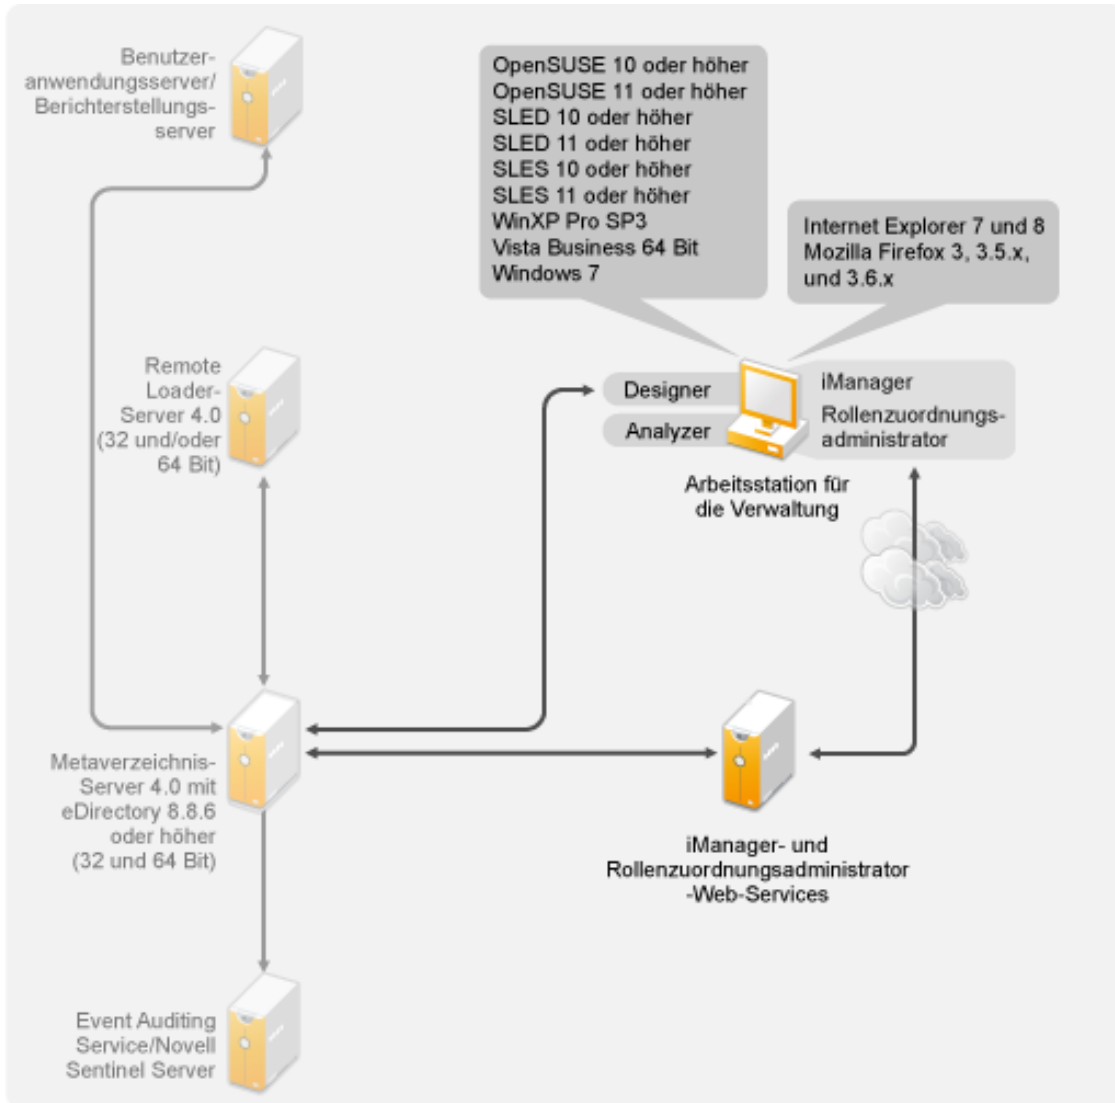 Benutzer-
anwendungsserver/
Berichterstellungs-
server
OpenSUSE 10 oder höher
OpenSUSE 11 oder höher
SLED 10 oder höher
SLED 11 oder höher
SLES 10 oder höher
SLES 11 oder höher
WinXP Pro SP3
Vista Business 64 Bit
Windows 7
Internet Explorer 7 und 8
Mozilla Firefox 3, 3.5.x,
und 3.6.x
Remote
Loader-
Server 4.0
(32 und/oder
64 Bit)
Designer
Analyzer
iManager
Rollenzuordnungs-
administrator
Arbeitsstation für
die Verwaltung
Metaverzeichnis-
Server 4.0 mit
eDirectory 8.8.6
oder höher
(32 und 64 Bit)
iManager- und
Rollenzuordnungsadministrator
-Web-Services
Event Auditing
Service/Novell
Sentinel Server